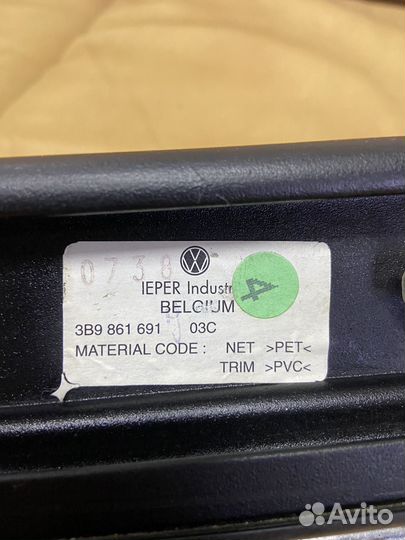 0738
IEPER Industr
4
BELGIUM
3B9 861 691 03C
MATERIAL CODE : NET >PET<
TRIM >PVC<
Avito